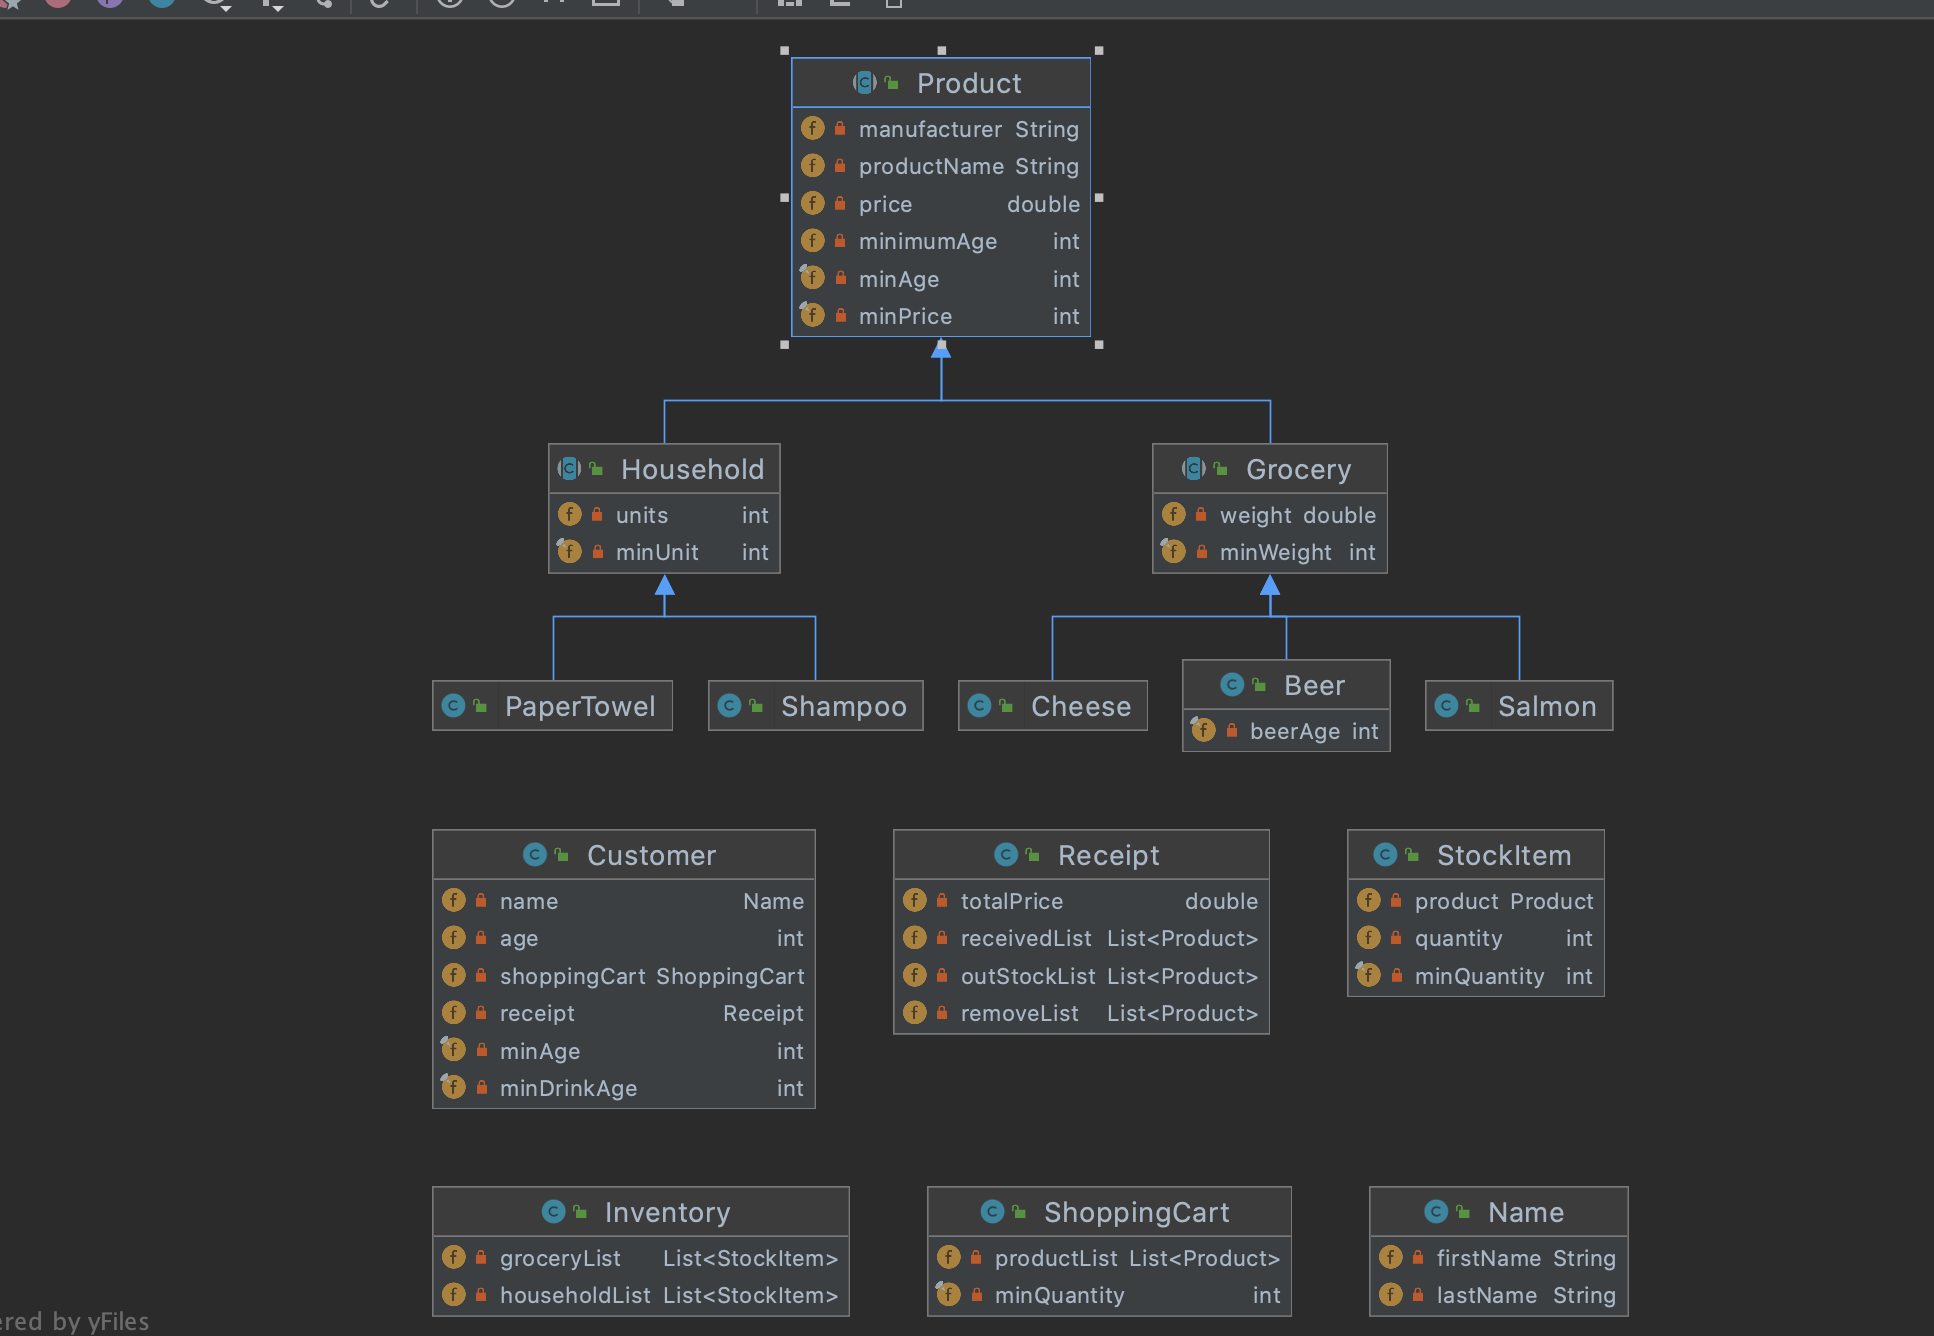 Product
manufacturer String
productName String
price double
minimumAge int
minAge int
minPrice int
Household
units int
minUnit int
Grocery
weight double
minWeight int
PaperTowel
Shampoo
Cheese
Beer
beerAge int
Salmon
Customer
name Name
age int
shoppingCart ShoppingCart
receipt Receipt
minAge int
minDrinkAge int
Receipt
totalPrice double
receivedList List<Product>
outStockList List<Product>
removeList List<Product>
StockItem
product Product
quantity int
minQuantity int
Inventory
groceryList List<StockItem>
householdList List<StockItem>
ShoppingCart
productList List<Product>
minQuantity int
Name
firstName String
lastName String
ered by yFiles